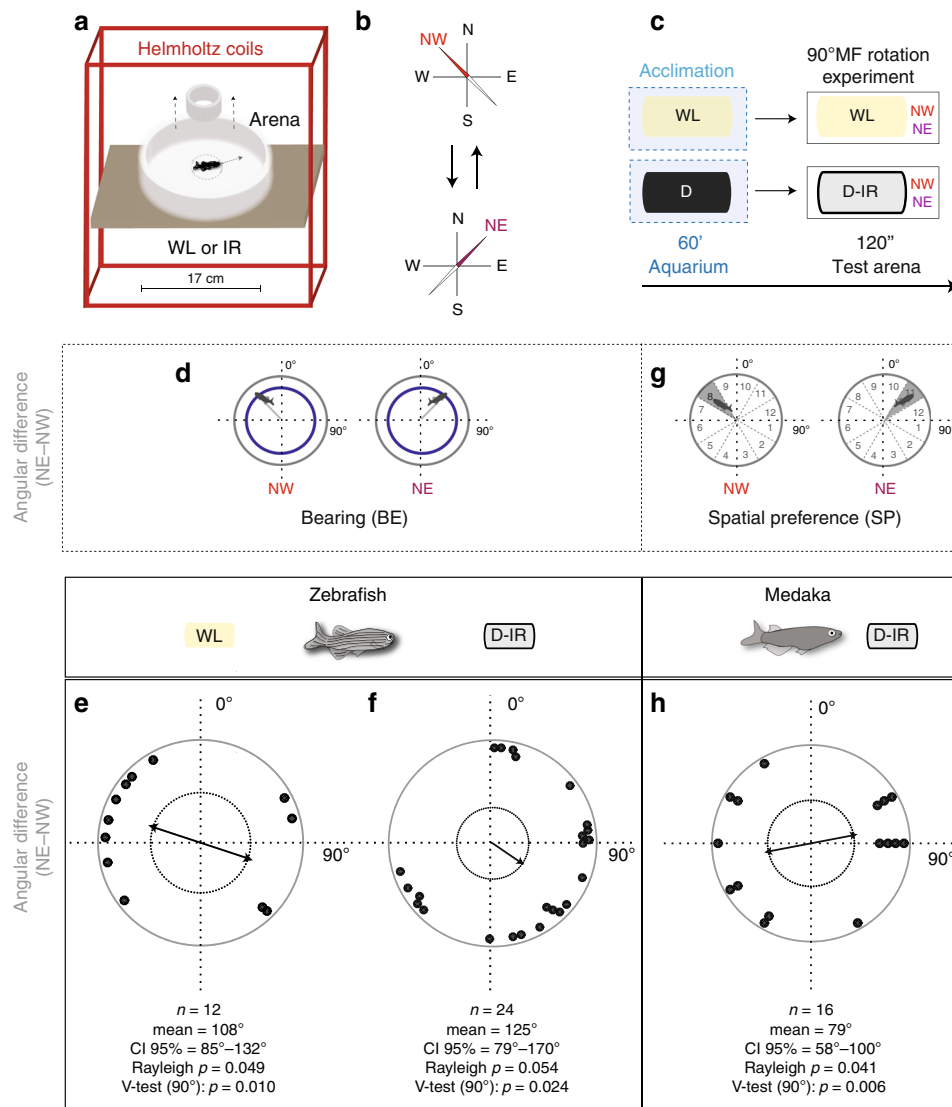 a
Helmholtz coils
Arena
WL or IR
17 cm
b
N
NW
W
E
S
N
NE
W
E
S
c
Acclimation
90°MF rotation
experiment
WL
WL
NW
NE
D
D-IR
NW
NE
60’
Aquarium
120”
Test arena
Angular difference
(NE–NW)
d
0°
90°
NW
0°
90°
NE
Bearing (BE)
g
0°
9
10
8
11
7
12
6
1
5
2
4
3
90°
NW
0°
9
10
8
11
7
12
6
1
5
2
4
3
90°
NE
Spatial preference (SP)
Zebrafish
WL
D-IR
Medaka
D-IR
Angular difference
(NE–NW)
e
0°
90°
n = 12
mean = 108°
CI 95% = 85°–132°
Rayleigh p = 0.049
V-test (90°): p = 0.010
f
0°
90°
n = 24
mean = 125°
CI 95% = 79°–170°
Rayleigh p = 0.054
V-test (90°): p = 0.024
h
0°
90°
n = 16
mean = 79°
CI 95% = 58°–100°
Rayleigh p = 0.041
V-test (90°): p = 0.006